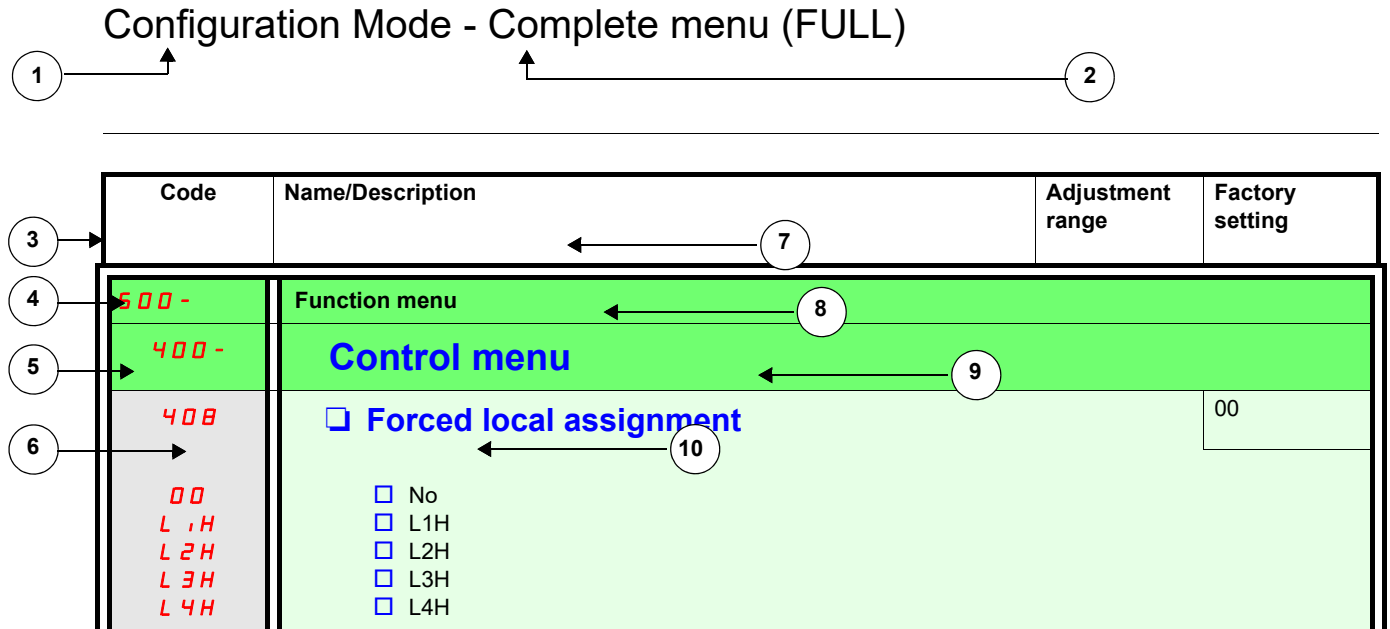 Configuration Mode - Complete menu (FULL)
1
2
Code Name/Description Adjustment range Factory setting
3
7
4
600- Function menu
8
5
400- Control menu
9
408 ❏ Forced local assignment 00
6
10
00 □ No
L1H □ L1H
L2H □ L2H
L3H □ L3H
L4H □ L4H